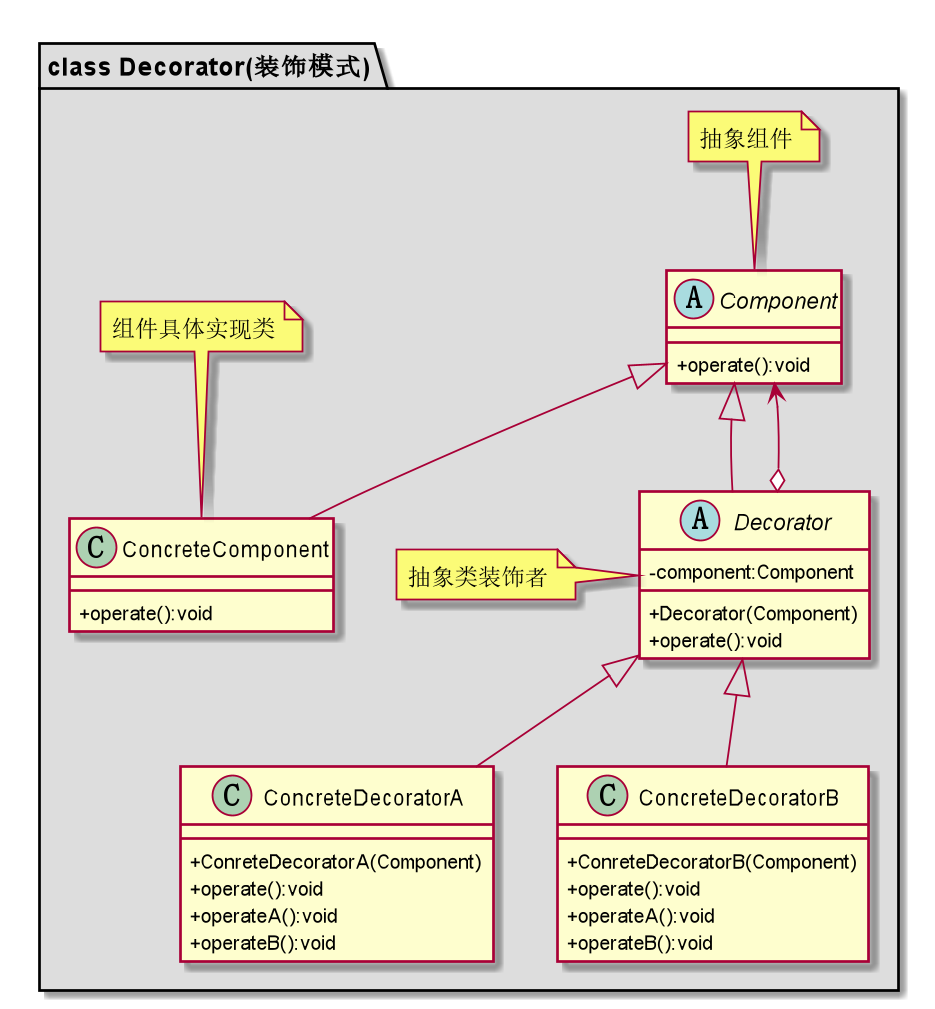 class Decorator(装饰模式)
抽象组件
A Component
+operate():void
组件具体实现类
C ConcreteComponent
+operate():void
A Decorator
-component:Component
+Decorator(Component)
+operate():void
抽象类装饰者
C ConcreteDecoratorA
+ConreteDecoratorA(Component)
+operate():void
+operateA():void
+operateB():void
C ConcreteDecoratorB
+ConreteDecoratorB(Component)
+operate():void
+operateA():void
+operateB():void